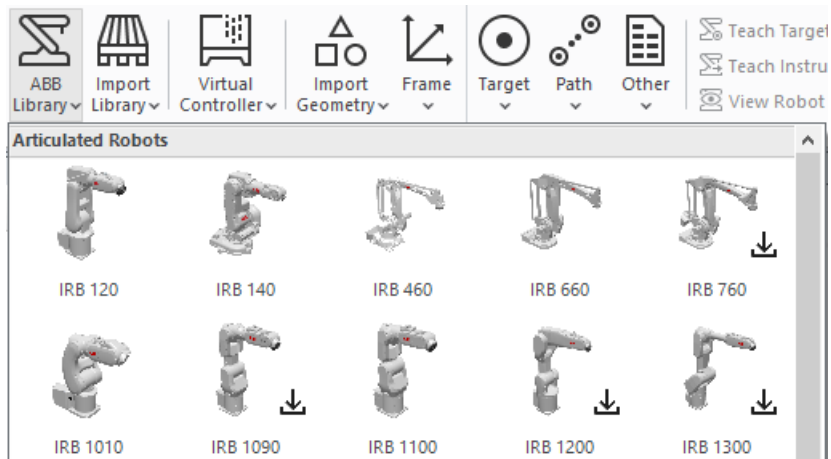 ABB Library
Import Library
Virtual Controller
Import Geometry
Frame
Target
Path
Other
Teach Target
Teach Instru
View Robot
Articulated Robots
IRB 120
IRB 140
IRB 460
IRB 660
IRB 760
IRB 1010
IRB 1090
IRB 1100
IRB 1200
IRB 1300